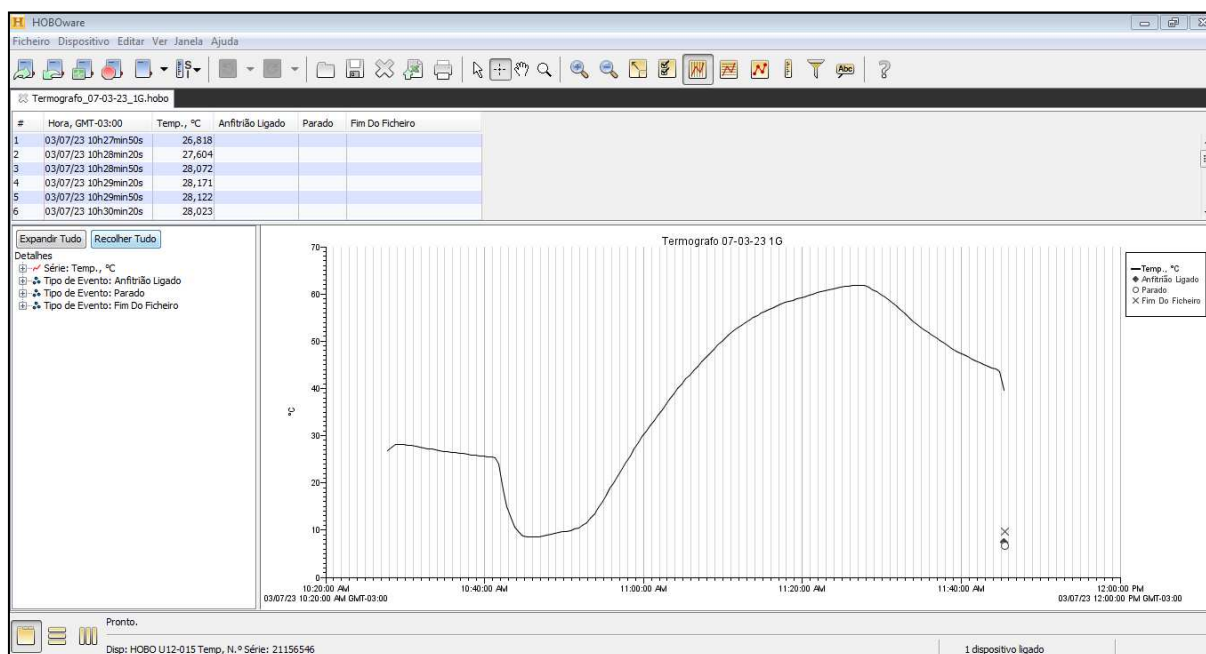 HOBOware
Ficheiro Dispositivo Editar Ver Janela Ajuda
Abc
Termografo_07-03-23_1G.hobo
# Hora, GMT-03:00 Temp., °C Anfitrião Ligado Parado Fim Do Ficheiro
1 03/07/23 10h27min50s 26,818
2 03/07/23 10h28min20s 27,604
3 03/07/23 10h28min50s 28,072
4 03/07/23 10h29min20s 28,171
5 03/07/23 10h29min50s 28,122
6 03/07/23 10h30min20s 28,023
Expandir Tudo Recolher Tudo
Detalhes
Série: Temp., °C
Tipo de Evento: Anfitrião Ligado
Tipo de Evento: Parado
Tipo de Evento: Fim Do Ficheiro
Termografo 07-03-23 1G
70
60
50
40
30
20
10
0
°C
Temp., °C
Anfitrião Ligado
Parado
Fim Do Ficheiro
10:20:00 AM 10:40:00 AM 11:00:00 AM 11:20:00 AM 11:40:00 AM 12:00:00 PM
03/07/23 10:20:00 AM GMT-03:00 03/07/23 12:00:00 PM GMT-03:00
Pronto.
Disp: HOBO U12-015 Temp, N.º Série: 21156546 1 dispositivo ligado